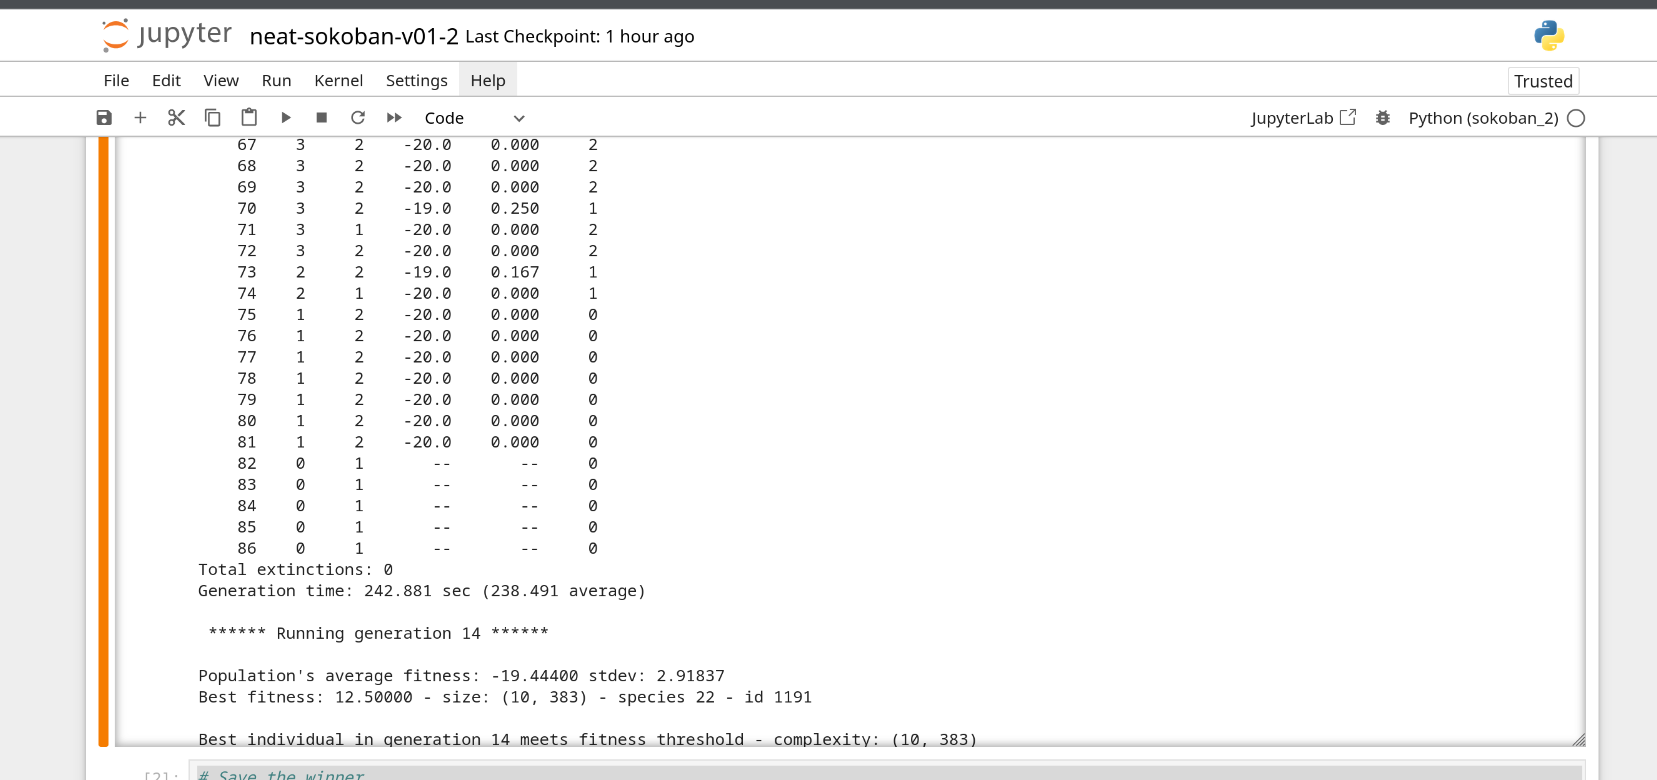 jupyter neat-sokoban-v01-2 Last Checkpoint: 1 hour ago
File Edit View Run Kernel Settings Help Trusted
Code JupyterLab Python (sokoban_2)
67 3 2 -20.0 0.000 2
68 3 2 -20.0 0.000 2
69 3 2 -20.0 0.000 2
70 3 2 -19.0 0.250 1
71 3 1 -20.0 0.000 2
72 3 2 -20.0 0.000 2
73 2 2 -19.0 0.167 1
74 2 1 -20.0 0.000 1
75 1 2 -20.0 0.000 0
76 1 2 -20.0 0.000 0
77 1 2 -20.0 0.000 0
78 1 2 -20.0 0.000 0
79 1 2 -20.0 0.000 0
80 1 2 -20.0 0.000 0
81 1 2 -20.0 0.000 0
82 0 1 -- -- 0
83 0 1 -- -- 0
84 0 1 -- -- 0
85 0 1 -- -- 0
86 0 1 -- -- 0
Total extinctions: 0
Generation time: 242.881 sec (238.491 average)
****** Running generation 14 ******
Population's average fitness: -19.44400 stdev: 2.91837
Best fitness: 12.50000 - size: (10, 383) - species 22 - id 1191
Best individual in generation 14 meets fitness threshold - complexity: (10, 383)
[2]: # Save the winner